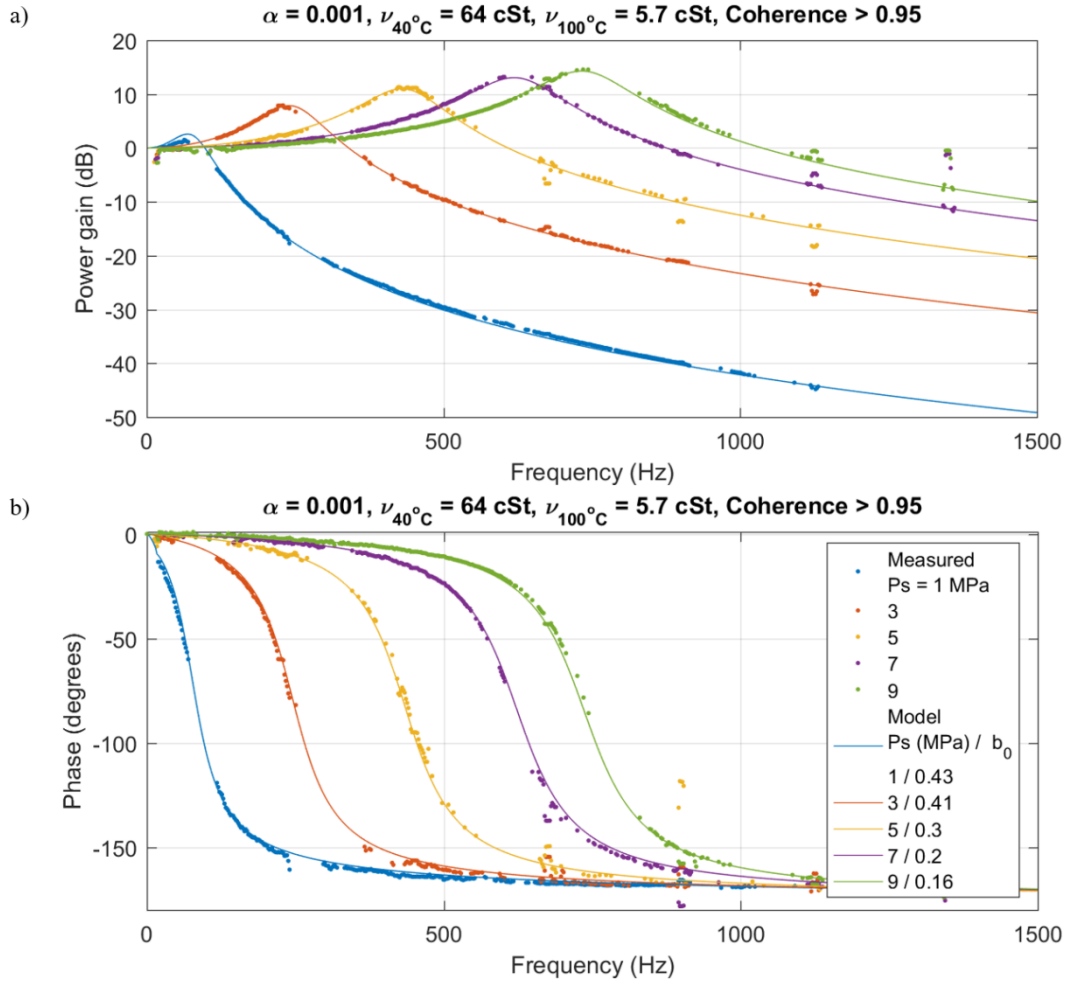 a)
α = 0.001, ν40°C = 64 cSt, ν100°C = 5.7 cSt, Coherence > 0.95
20
10
0
-10
-20
-30
-40
-50
Power gain (dB)
0 500 1000 1500
Frequency (Hz)
b)
α = 0.001, ν40°C = 64 cSt, ν100°C = 5.7 cSt, Coherence > 0.95
0
-50
-100
-150
Phase (degrees)
Measured
Ps = 1 MPa
3
5
7
9
Model
Ps (MPa) / b0
1 / 0.43
3 / 0.41
5 / 0.3
7 / 0.2
9 / 0.16
0 500 1000 1500
Frequency (Hz)